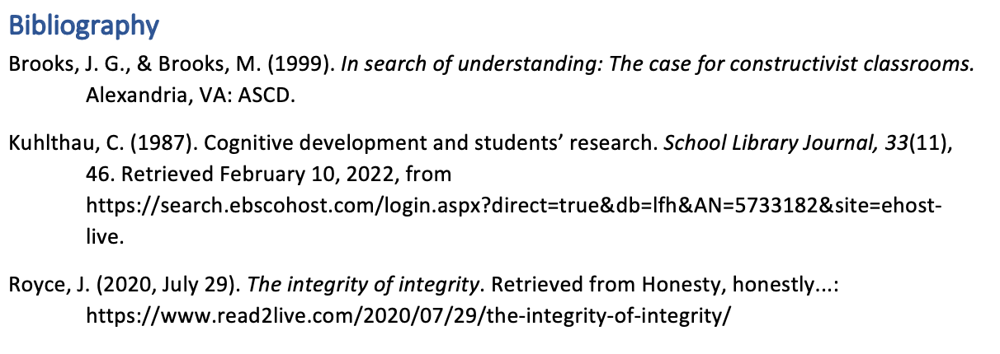 Bibliography
Brooks, J. G., & Brooks, M. (1999). In search of understanding: The case for constructivist classrooms.
Alexandria, VA: ASCD.
Kuhlthau, C. (1987). Cognitive development and students’ research. School Library Journal, 33(11),
46. Retrieved February 10, 2022, from
https://search.ebscohost.com/login.aspx?direct=true&db=lfh&AN=5733182&site=ehost-
live.
Royce, J. (2020, July 29). The integrity of integrity. Retrieved from Honesty, honestly...:
https://www.read2live.com/2020/07/29/the-integrity-of-integrity/